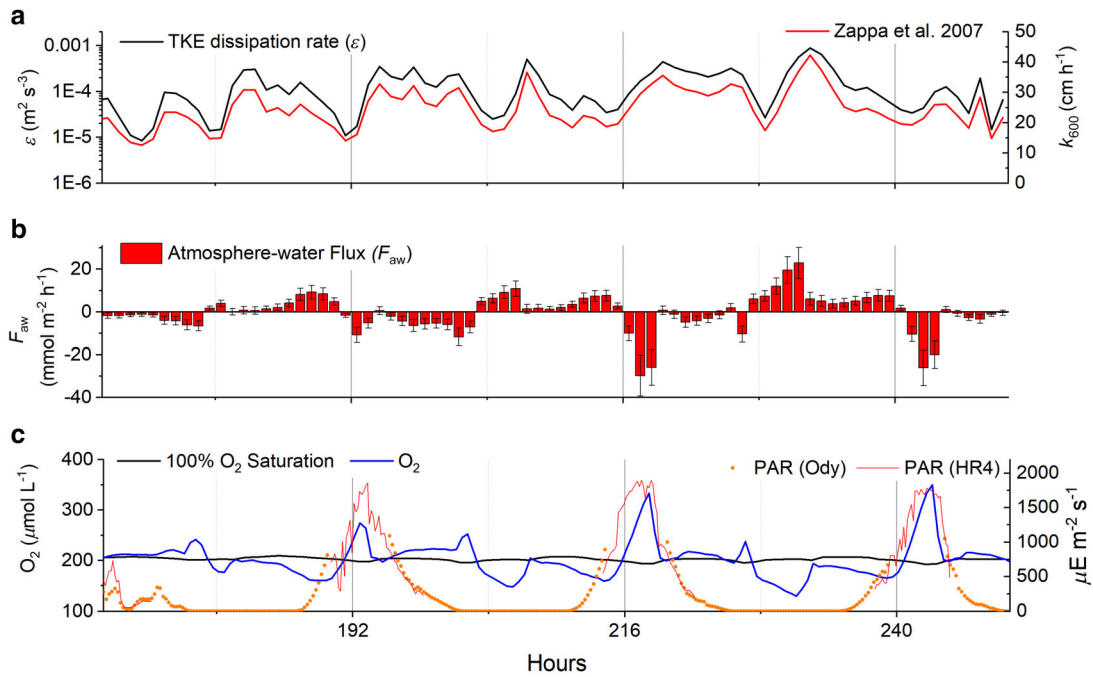 a
TKE dissipation rate (ε)
Zappa et al. 2007
0.001
1E-4
1E-5
1E-6
ε (m² s⁻³)
50
40
30
20
10
0
k₆₀₀ (cm h⁻¹)
b
Atmosphere-water Flux (F_aw)
20
0
-20
-40
F_aw
(mmol m⁻² h⁻¹)
c
100% O₂ Saturation
O₂
PAR (Ody)
PAR (HR4)
400
300
200
100
O₂ (μmol L⁻¹)
2000
1500
1000
500
0
μE m⁻² s⁻¹
192
216
240
Hours